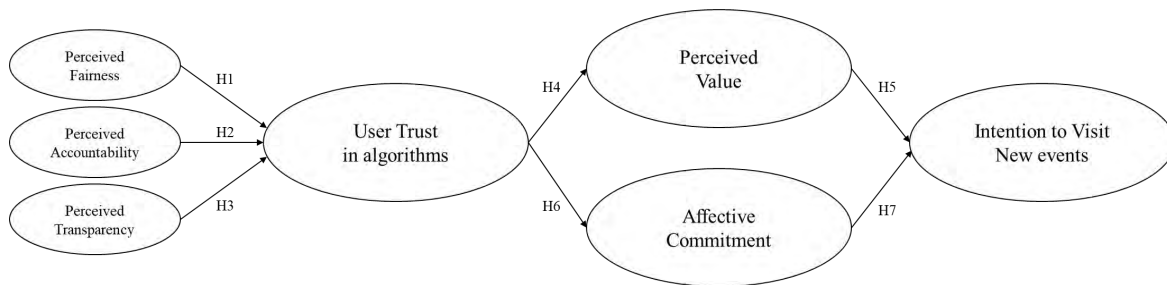 Perceived
Fairness
H1
Perceived
Accountability
H2
Perceived
Transparency
H3
User Trust
in algorithms
H4
Perceived
Value
H5
H6
Affective
Commitment
H7
Intention to Visit
New events